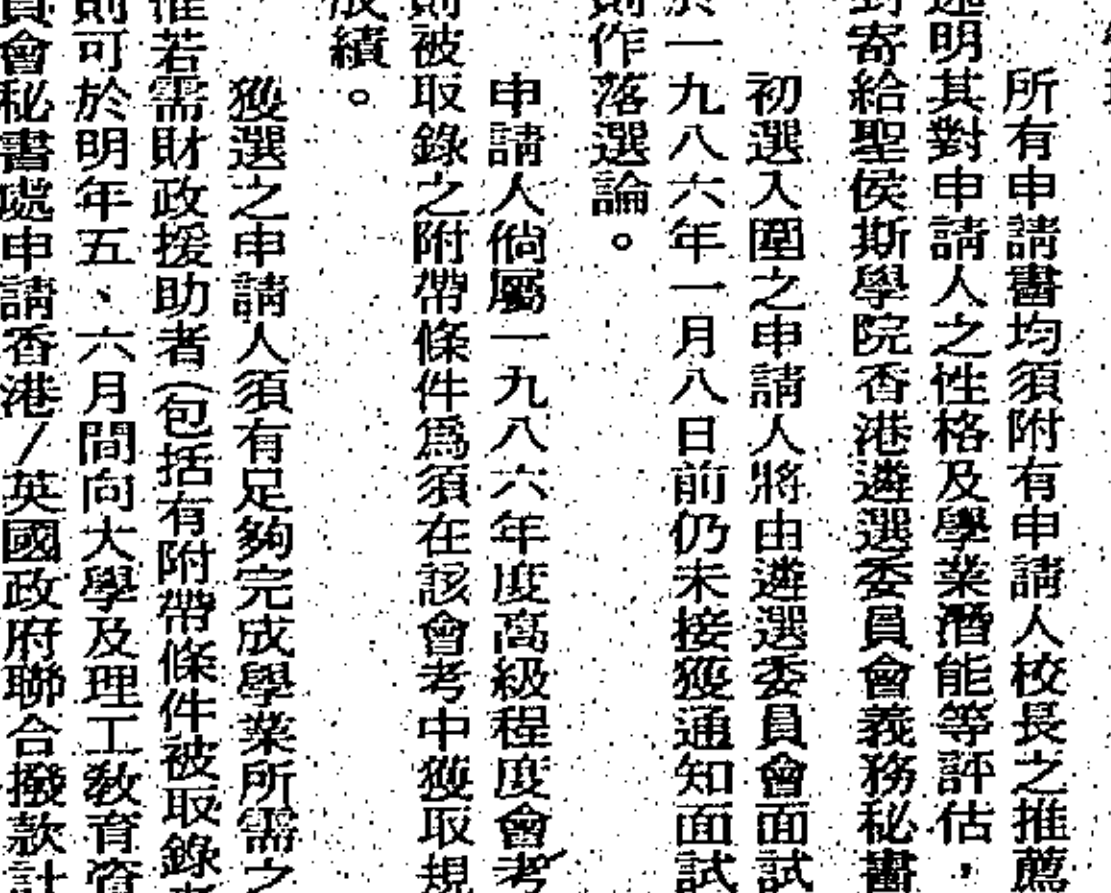 所有申請書均須附有申請人校長之推薦
述明其對申請人之性格及學業潛能等評估，
封寄給聖侯斯學院香港遴選委員會義務秘書
初選入圍之申請人將由遴選委員會面試
於一九八六年一月八日前仍未接獲通知面試
則作落選論。
申請人倘屬一九八六年度高級程度會考
則被取錄之附帶條件爲須在該會考中獲取規
成績。
獲選之申請人須有足夠完成學業所需之
惟若需財政援助者(包括有附帶條件被取錄者
則可於明年五、六月間向大學及理工敎育資
員會秘書處申請香港/英國政府聯合撥款計